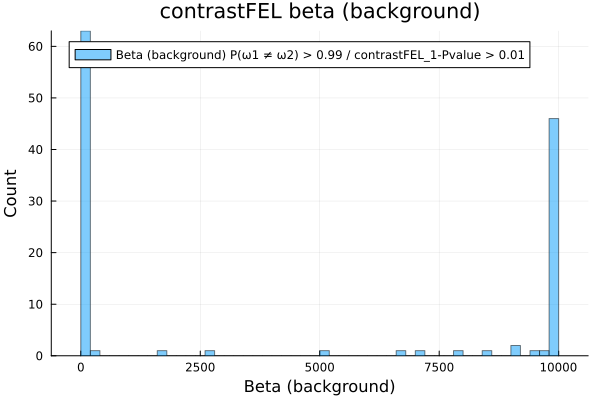 contrastFEL beta (background)
Beta (background) P(ω1 ≠ ω2) > 0.99 / contrastFEL_1-Pvalue > 0.01
Count
60
50
40
30
20
10
0
0 2500 5000 7500 10000
Beta (background)